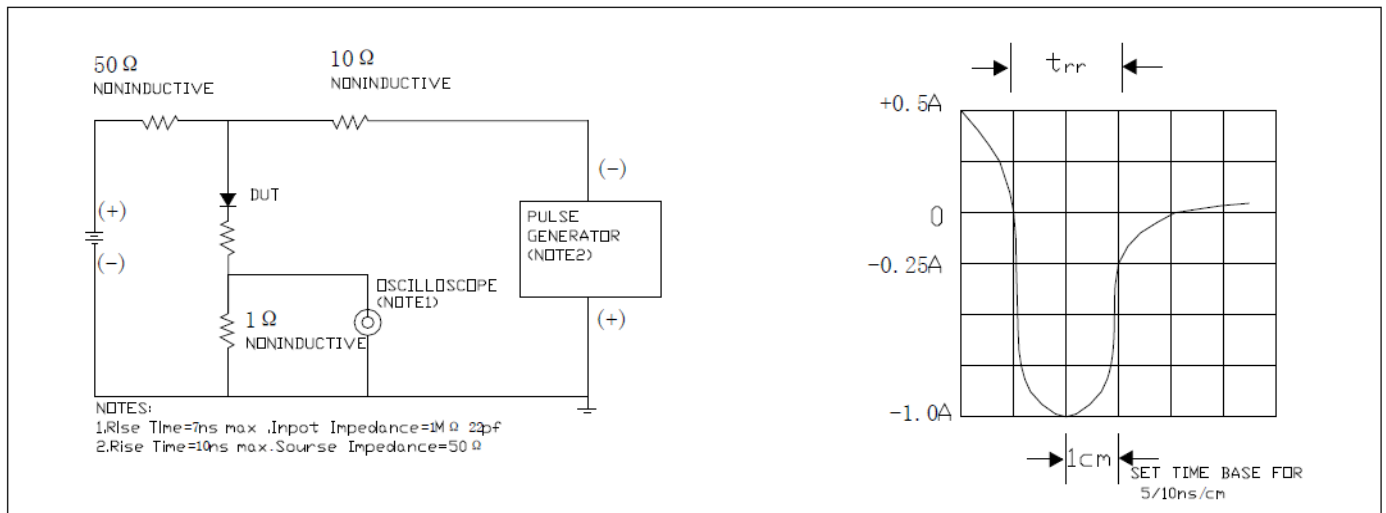 50 Ω
NONINDUCTIVE
10 Ω
NONINDUCTIVE
(+)
(-)
DUT
1 Ω
NONINDUCTIVE
OSCILLOSCOPE
(NOTE1)
(-)
PULSE
GENERATOR
(NOTE2)
(+)
NOTES:
1.Rise Time=7ns max .Inpot Impedance=1M Ω 22pf
2.Rise Time=10ns max.Sourse Impedance=50 Ω
trr
+0.5A
0
-0.25A
-1.0A
1cm
SET TIME BASE FOR
5/10ns/cm